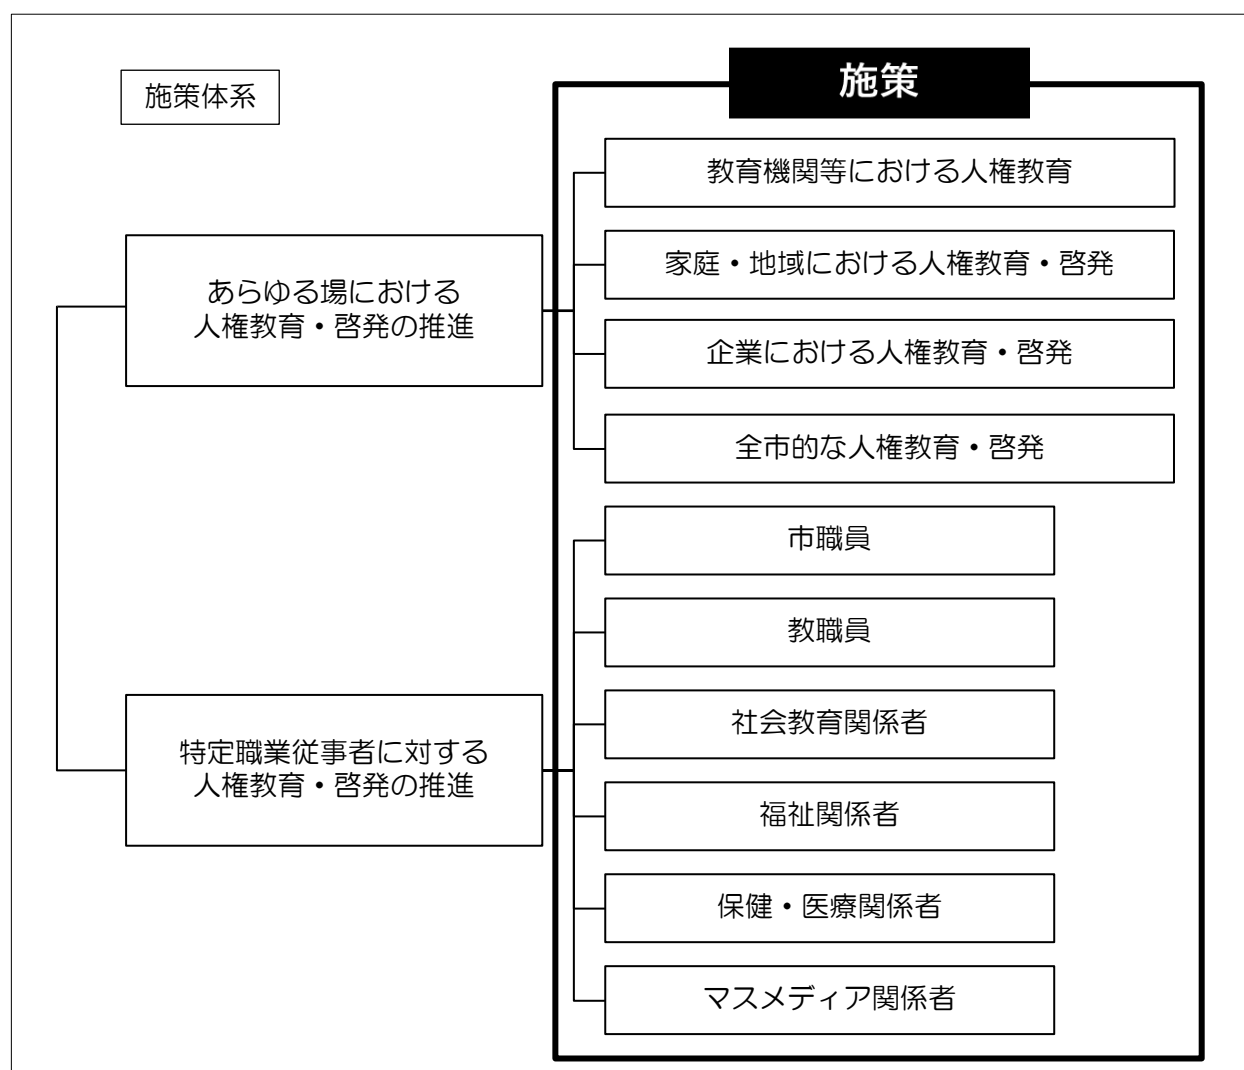 施策体系
施策
あらゆる場における
人権教育・啓発の推進
教育機関等における人権教育
家庭・地域における人権教育・啓発
企業における人権教育・啓発
全市的な人権教育・啓発
特定職業従事者に対する
人権教育・啓発の推進
市職員
教職員
社会教育関係者
福祉関係者
保健・医療関係者
マスメディア関係者